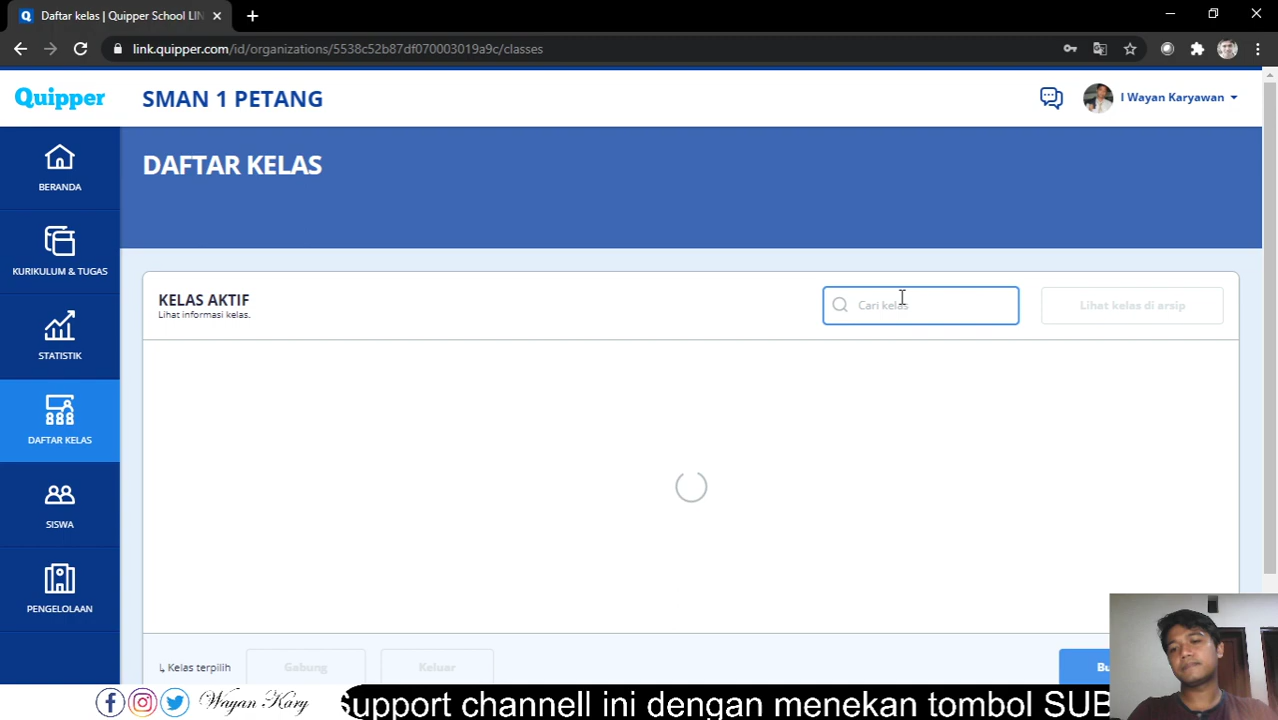 Daftar kelas | Quipper School LIN
link.quipper.com/id/organizations/5538c52b87df070003019a9c/classes
Quipper
SMAN 1 PETANG
I Wayan Karyawan
BERANDA
KURIKULUM & TUGAS
STATISTIK
DAFTAR KELAS
SISWA
PENGELOLAAN
DAFTAR KELAS
KELAS AKTIF
Lihat informasi kelas.
Cari kelas
Lihat kelas di arsip
Kelas terpilih
Gabung
Keluar
Bu
Wayan Kary
Support channell ini dengan menekan tombol SUB